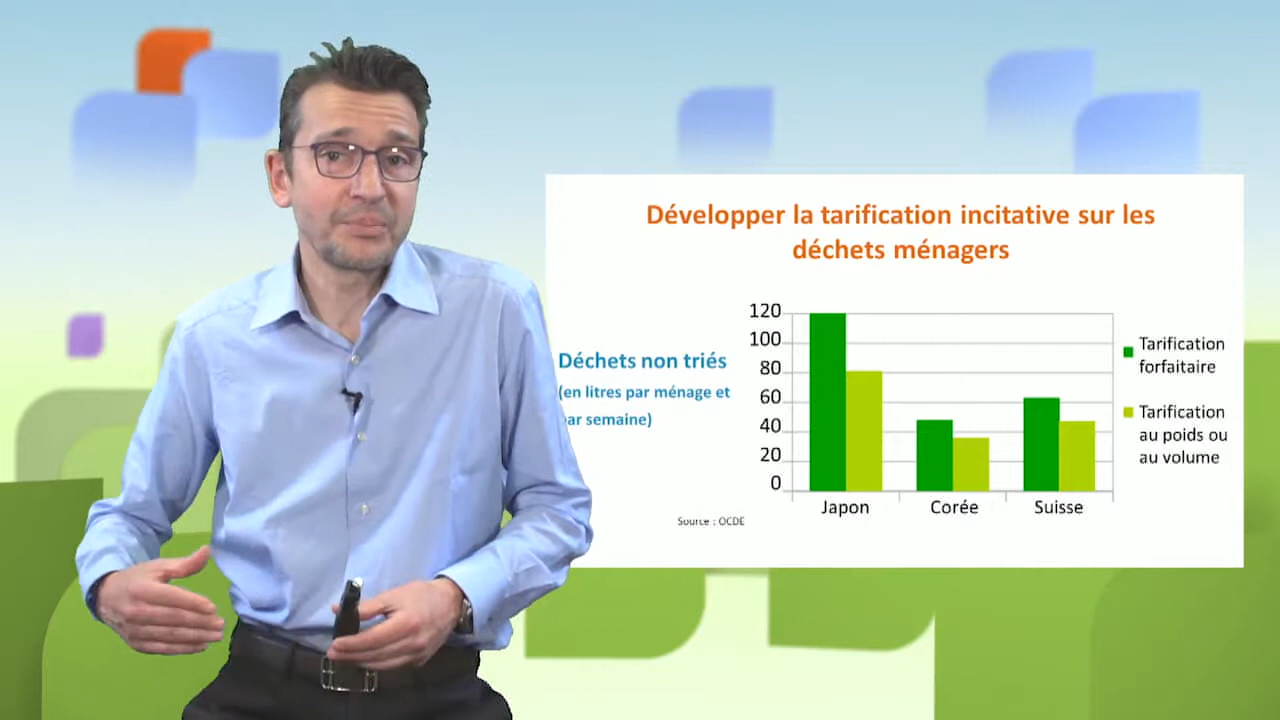 Développer la tarification incitative sur les
déchets ménagers
Déchets non triés
(en litres par ménage et
par semaine)
120
100
80
60
40
20
0
Japon
Corée
Suisse
Tarification
forfaitaire
Tarification
au poids ou
au volume
Source : OCDE